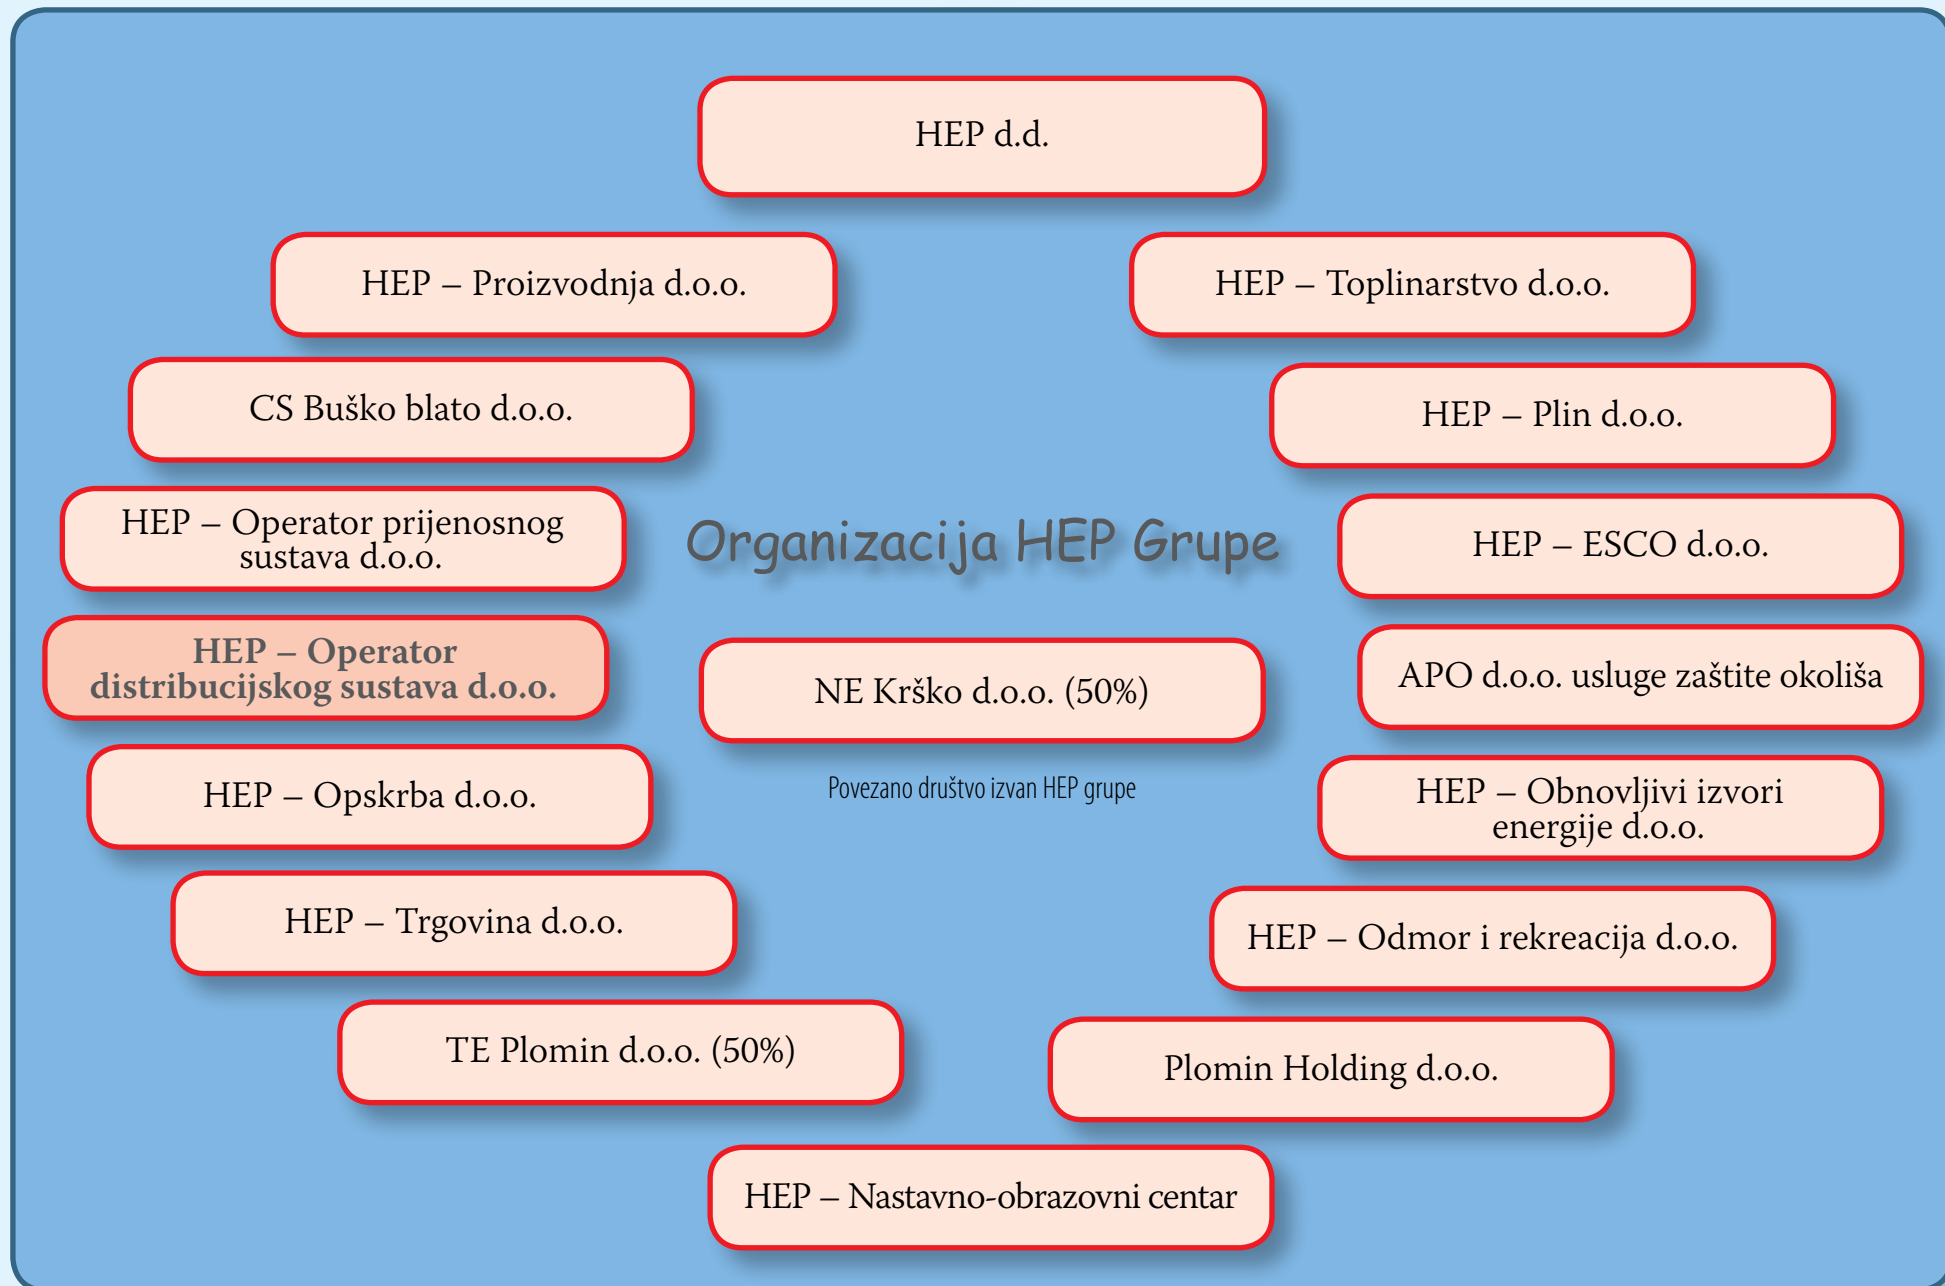 HEP d.d.
HEP – Proizvodnja d.o.o.
HEP – Toplinarstvo d.o.o.
CS Buško blato d.o.o.
HEP – Plin d.o.o.
HEP – Operator prijenosnog
sustava d.o.o.
Organizacija HEP Grupe
HEP – ESCO d.o.o.
HEP – Operator
distribucijskog sustava d.o.o.
NE Krško d.o.o. (50%)
APO d.o.o. usluge zaštite okoliša
HEP – Opskrba d.o.o.
Povezano društvo izvan HEP grupe
HEP – Obnovljivi izvori
energije d.o.o.
HEP – Trgovina d.o.o.
HEP – Odmor i rekreacija d.o.o.
TE Plomin d.o.o. (50%)
Plomin Holding d.o.o.
HEP – Nastavno-obrazovni centar